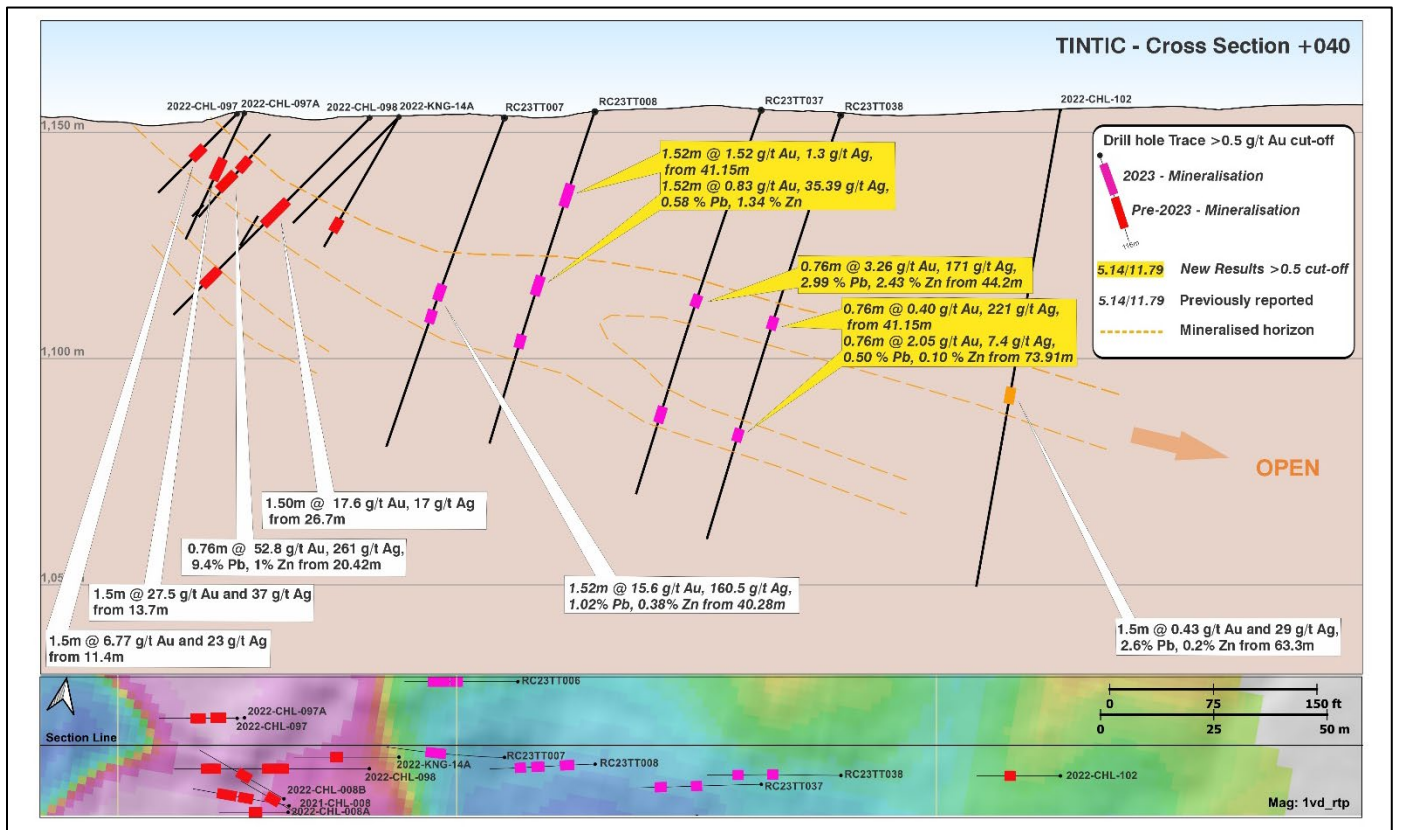 TINTIC - Cross Section +040
2022-CHL-097
2022-CHL-097A
2022-CHL-098
2022-KNG-14A
RC23TT007
RC23TT008
RC23TT037
RC23TT038
2022-CHL-102
1,150 m
1,100 m
1,05
Drill hole Trace >0.5 g/t Au cut-off
2023 - Mineralisation
Pre-2023 - Mineralisation
116m
5.14/11.79 New Results >0.5 cut-off
5.14/11.79 Previously reported
Mineralised horizon
1.52m @ 1.52 g/t Au, 1.3 g/t Ag,
from 41.15m
1.52m @ 0.83 g/t Au, 35.39 g/t Ag,
0.58 % Pb, 1.34 % Zn
0.76m @ 3.26 g/t Au, 171 g/t Ag,
2.99 % Pb, 2.43 % Zn from 44.2m
0.76m @ 0.40 g/t Au, 221 g/t Ag,
from 41.15m
0.76m @ 2.05 g/t Au, 7.4 g/t Ag,
0.50 % Pb, 0.10 % Zn from 73.91m
OPEN
1.50m @ 17.6 g/t Au, 17 g/t Ag
from 26.7m
0.76m @ 52.8 g/t Au, 261 g/t Ag,
9.4% Pb, 1% Zn from 20.42m
1.5m @ 27.5 g/t Au and 37 g/t Ag
from 13.7m
1.5m @ 6.77 g/t Au and 23 g/t Ag
from 11.4m
1.52m @ 15.6 g/t Au, 160.5 g/t Ag,
1.02% Pb, 0.38% Zn from 40.28m
1.5m @ 0.43 g/t Au and 29 g/t Ag,
2.6% Pb, 0.2% Zn from 63.3m
RC23TT006
0 75 150 ft
0 25 50 m
2022-CHL-097A
2022-CHL-097
Section Line
RC23TT007
2022-KNG-14A
RC23TT008
2022-CHL-098
RC23TT038
2022-CHL-102
RC23TT037
2022-CHL-008B
2021-CHL-008
2022-CHL-008A
Mag: 1vd_rtp